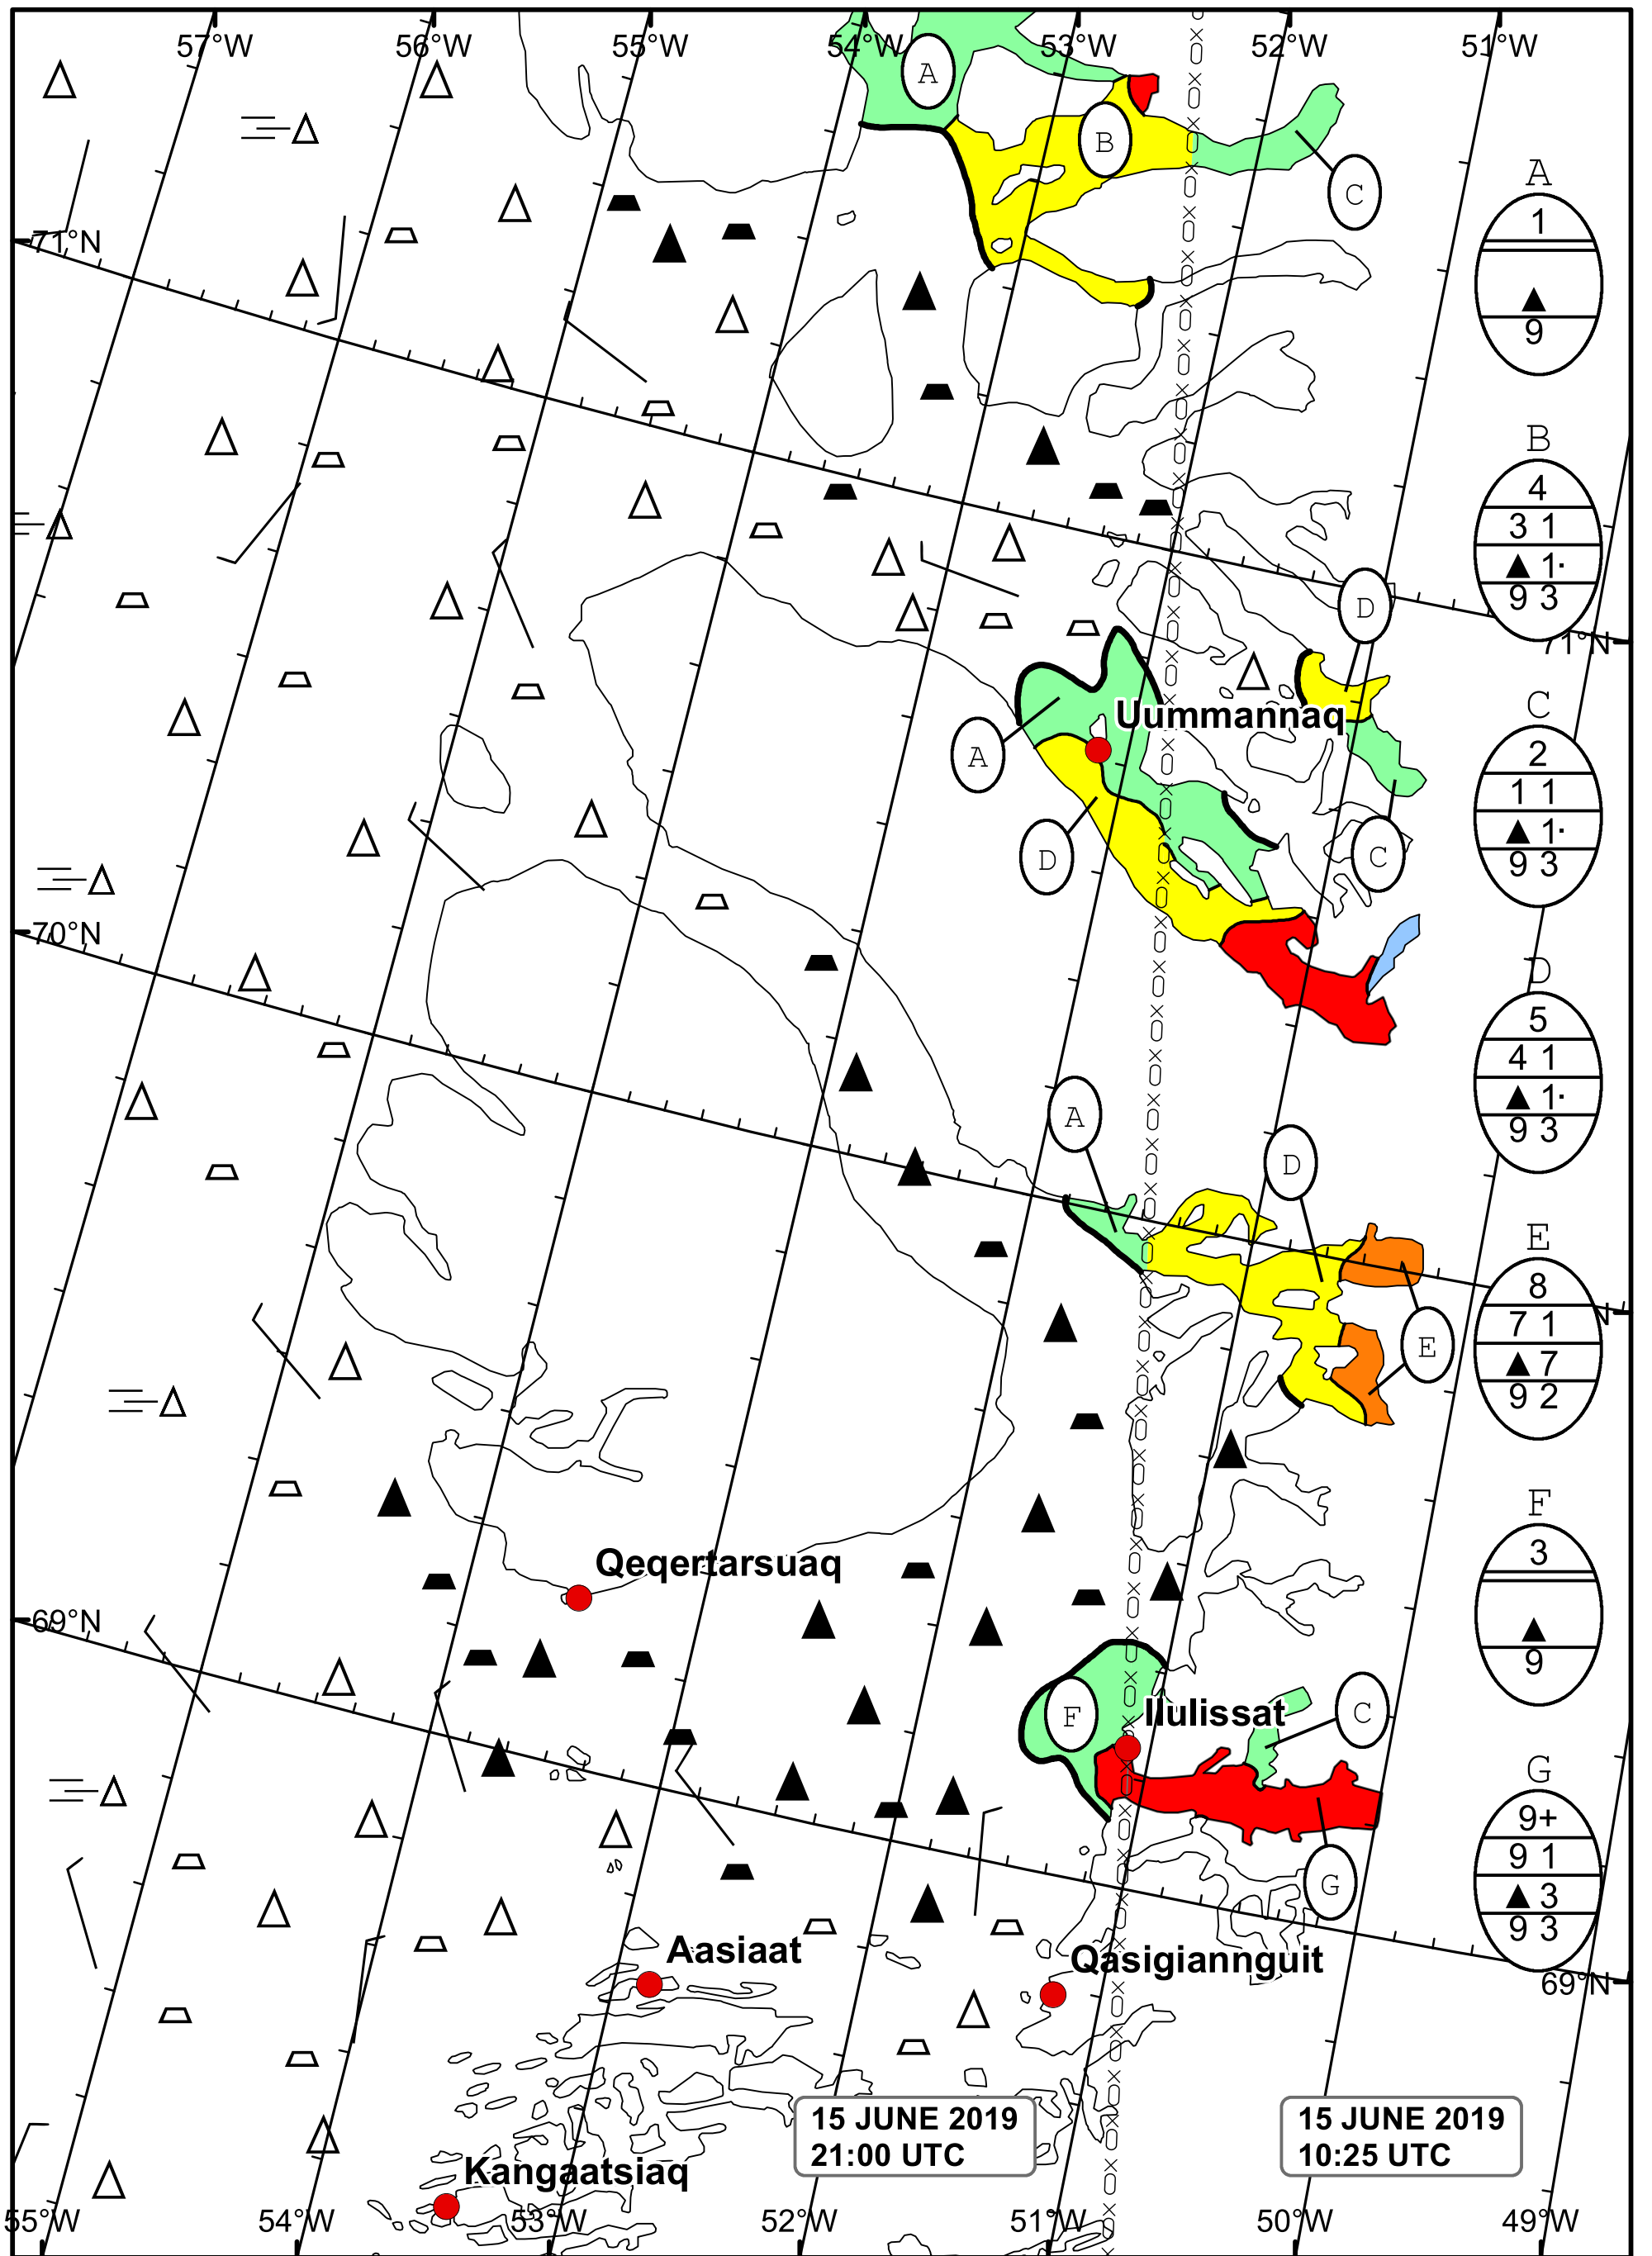 57°W 56°W 55°W 54°W 53°W 52°W 51°W
A
B
C
71°N
A
1
▲
9
B
4
3 1
▲ 1·
9 3
71°N
D
Uummannaq
A
D
C
C
2
1 1
▲ 1·
9 3
70°N
D
5
4 1
▲ 1·
9 3
A
D
E
N
E
8
7 1
▲ 7
9 2
F
3
▲
9
Qeqertarsuaq
69°N
F
Ilulissat
C
G
G
9+
9 1
▲ 3
9 3
Aasiaat
Qasigiannguit
69°N
15 JUNE 2019
21:00 UTC
15 JUNE 2019
10:25 UTC
Kangaatsiaq
55°W 54°W 53°W 52°W 51°W 50°W 49°W